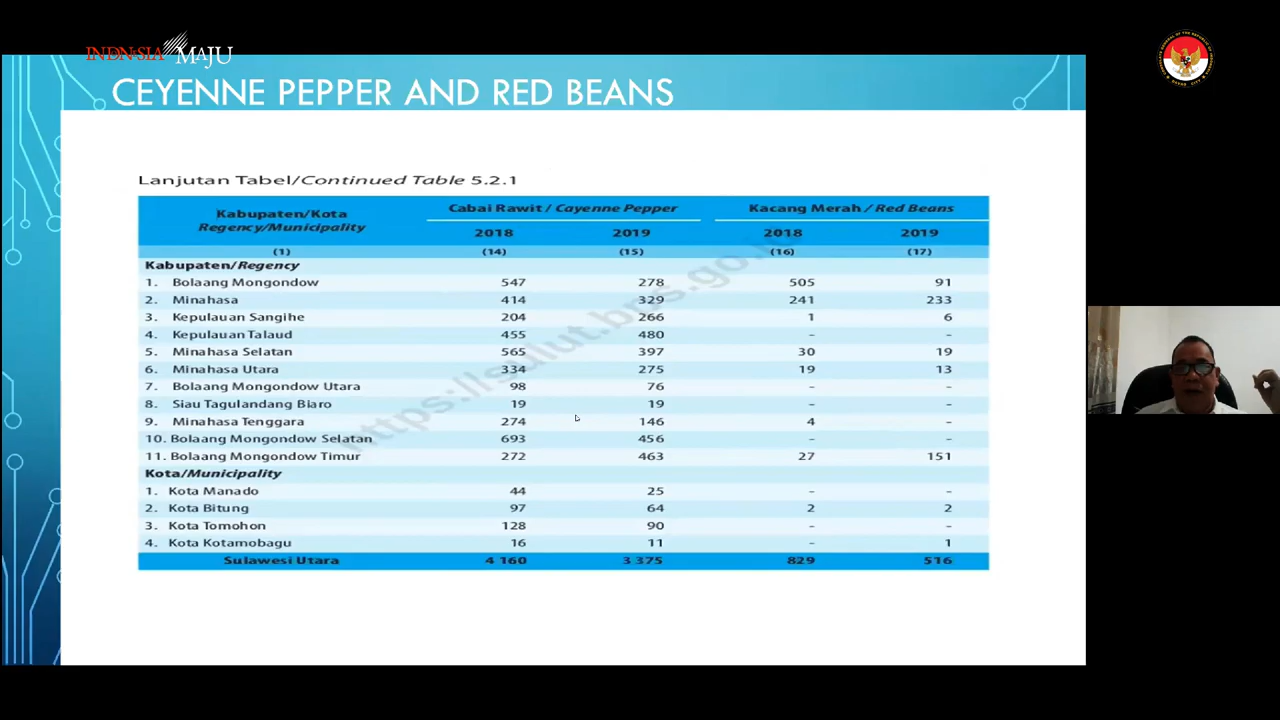 INDONESIA MAJU
CEYENNE PEPPER AND RED BEANS
Lanjutan Tabel/Continued Table 5.2.1
Kabupaten/Kota Regency/Municipality Cabai Rawit / Cayenne Pepper Kacang Merah / Red Beans
2018 2019 2018 2019
(1) (14) (15) (16) (17)
Kabupaten/Regency
1. Bolaang Mongondow 547 278 505 91
2. Minahasa 414 329 241 233
3. Kepulauan Sangihe 204 266 1 6
4. Kepulauan Talaud 455 480 - -
5. Minahasa Selatan 565 397 30 19
6. Minahasa Utara 334 275 19 13
7. Bolaang Mongondow Utara 98 76 - -
8. Siau Tagulandang Biaro 19 19 - -
9. Minahasa Tenggara 274 146 4 -
10. Bolaang Mongondow Selatan 693 456 - -
11. Bolaang Mongondow Timur 272 463 27 151
Kota/Municipality
1. Kota Manado 44 25 - -
2. Kota Bitung 97 64 2 2
3. Kota Tomohon 128 90 - -
4. Kota Kotamobagu 16 11 - 1
Sulawesi Utara 4 160 3 375 829 516